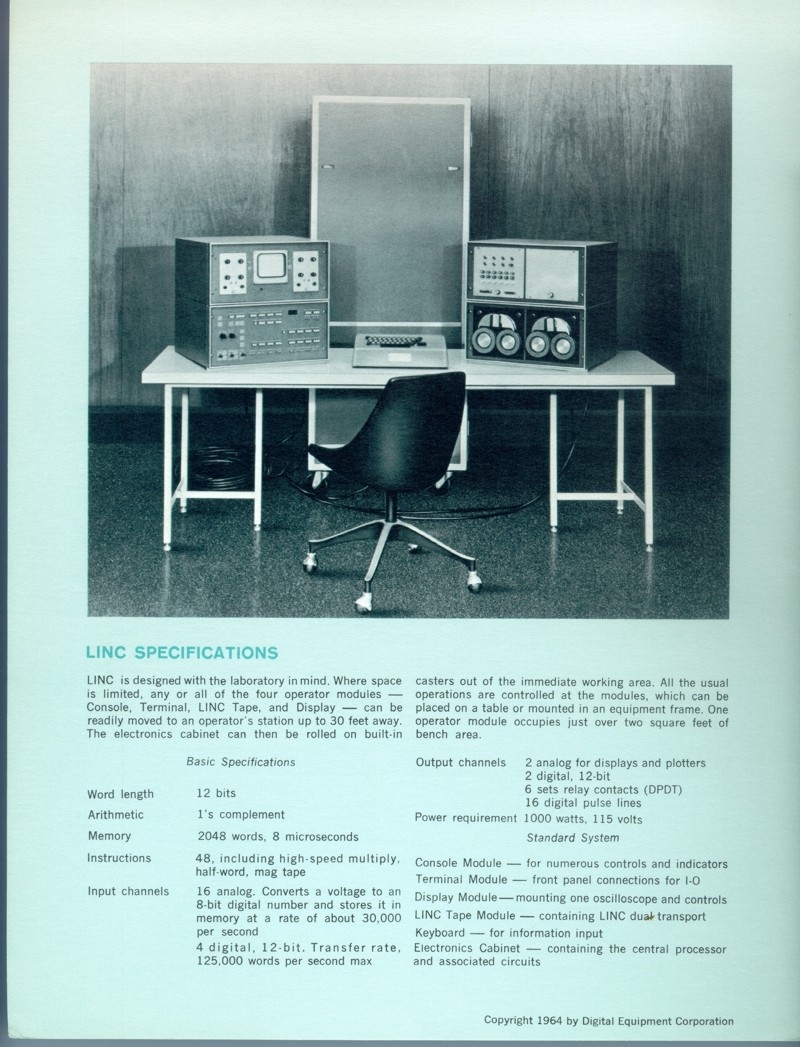 LINC SPECIFICATIONS
LINC is designed with the laboratory in mind. Where space
is limited, any or all of the four operator modules —
Console, Terminal, LINC Tape, and Display — can be
readily moved to an operator's station up to 30 feet away.
The electronics cabinet can then be rolled on built-in
casters out of the immediate working area. All the usual
operations are controlled at the modules, which can be
placed on a table or mounted in an equipment frame. One
operator module occupies just over two square feet of
bench area.
Basic Specifications
Word length 12 bits
Arithmetic 1's complement
Memory 2048 words, 8 microseconds
Instructions 48, including high-speed multiply,
half-word, mag tape
Input channels 16 analog. Converts a voltage to an
8-bit digital number and stores it in
memory at a rate of about 30,000
per second
4 digital, 12-bit. Transfer rate,
125,000 words per second max
Output channels 2 analog for displays and plotters
2 digital, 12-bit
6 sets relay contacts (DPDT)
16 digital pulse lines
Power requirement 1000 watts, 115 volts
Standard System
Console Module — for numerous controls and indicators
Terminal Module — front panel connections for I-O
Display Module — mounting one oscilloscope and controls
LINC Tape Module — containing LINC dual transport
Keyboard — for information input
Electronics Cabinet — containing the central processor
and associated circuits
Copyright 1964 by Digital Equipment Corporation